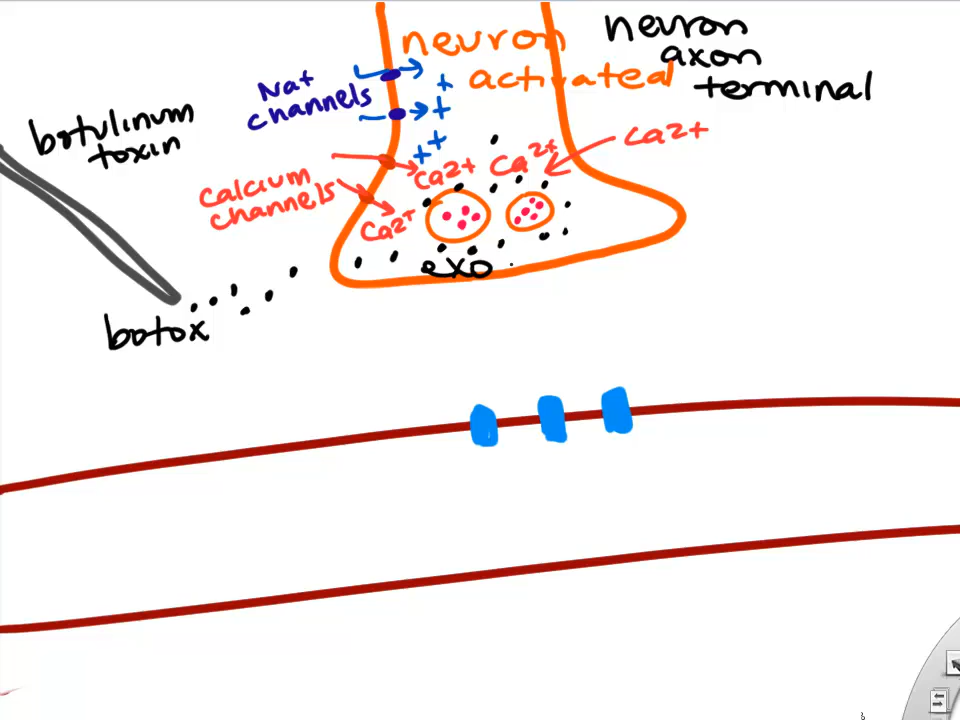 neuron
activated
neuron
axon
terminal
Na+
channels
botulinum
toxin
+
+
++
Ca2+
Ca2+
Ca2+
Calcium
channels
Ca2+
exo
botox